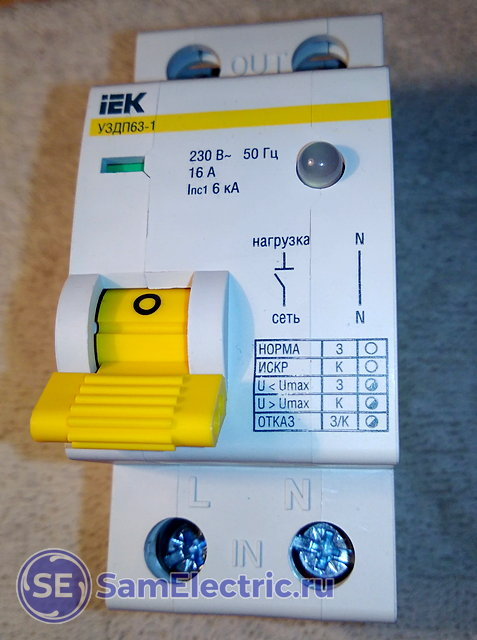 OUT
IEK
УЗДП63-1
230 В~ 50 Гц
16 А
Iпс1 6 кА
нагрузка N
сеть N
O
НОРМА З
ИСКР К
U < Umax З
U > Umax К
ОТКАЗ З/К
L N
IN
SE SamElectric.ru